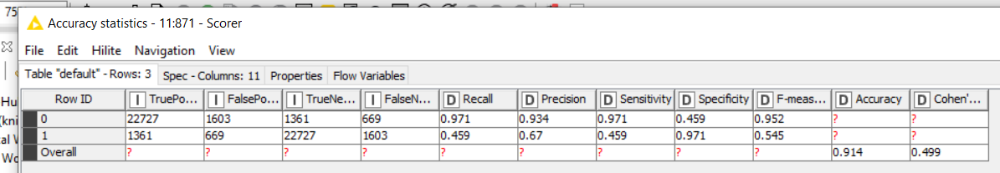 75
Accuracy statistics - 11:871 - Scorer
File Edit Hilite Navigation View
Table "default" - Rows: 3 Spec - Columns: 11 Properties Flow Variables
Row ID I TruePo... I FalsePo... I TrueNe... I FalseN... D Recall D Precision D Sensitivity D Specificity D F-meas... D Accuracy D Cohen'...
0 22727 1603 1361 669 0.971 0.934 0.971 0.459 0.952 ? ?
1 1361 669 22727 1603 0.459 0.67 0.459 0.971 0.545 ? ?
Overall ? ? ? ? ? ? ? ? ? 0.914 0.499
Hu
(kni
al W
Wo